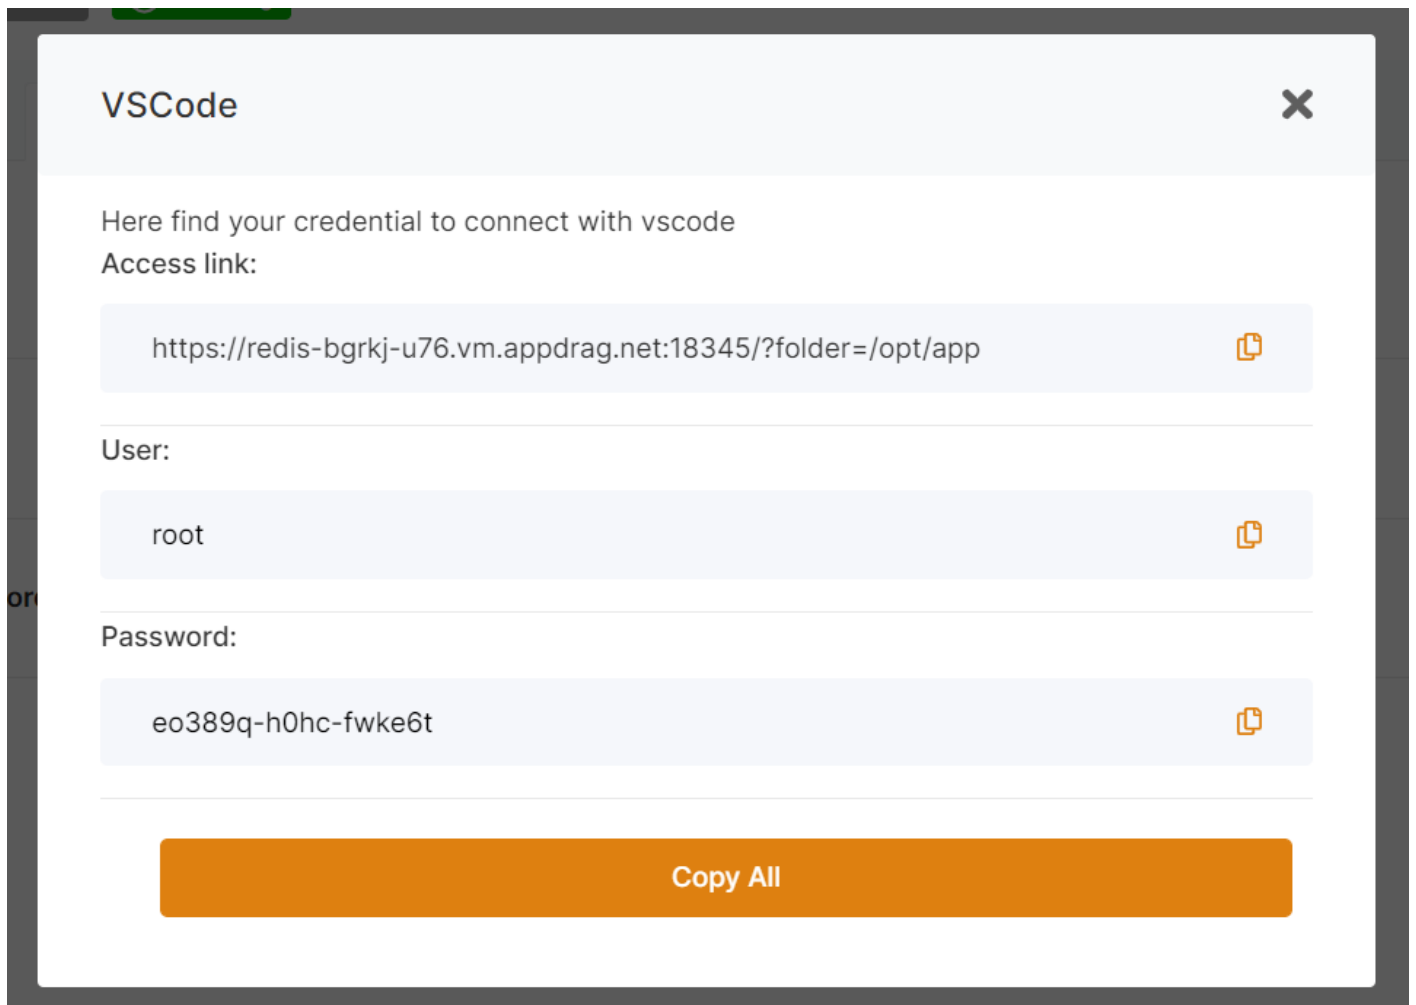 VSCode
Here find your credential to connect with vscode
Access link:
https://redis-bgrkj-u76.vm.appdrag.net:18345/?folder=/opt/app
User:
root
Password:
eo389q-h0hc-fwke6t
Copy All